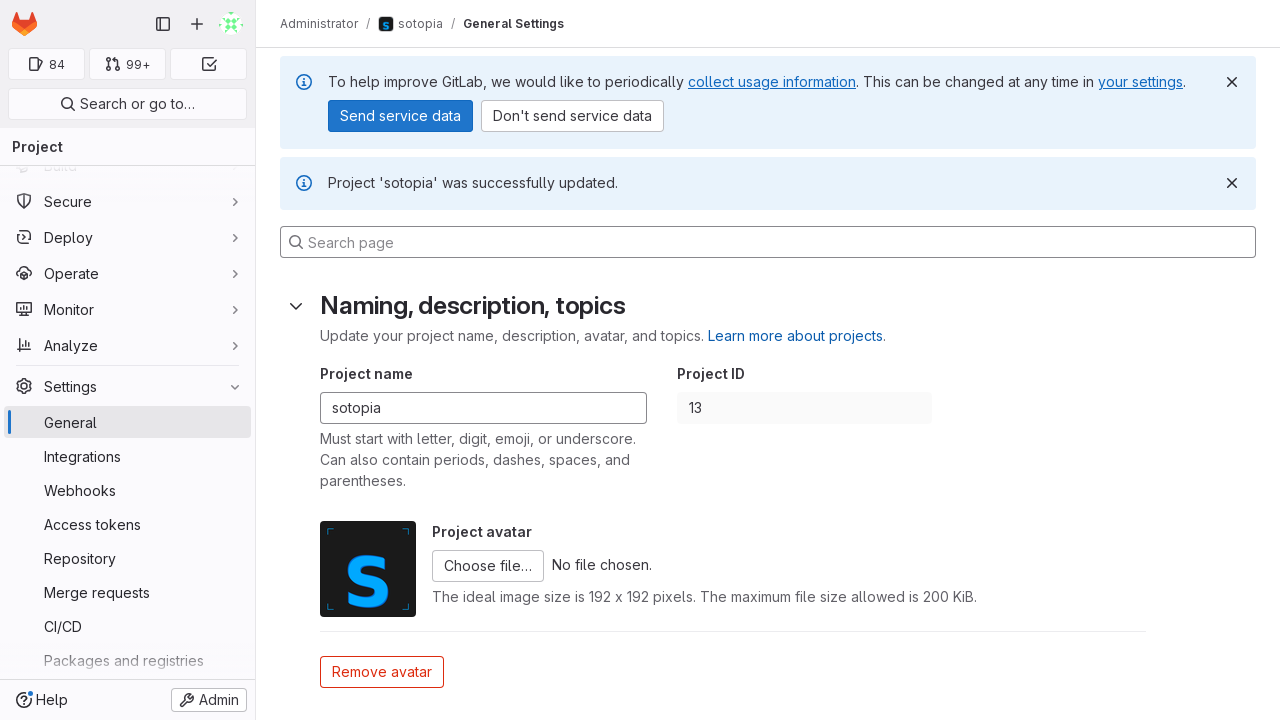 84
99+
Search or go to…
Project
Build
Secure
Deploy
Operate
Monitor
Analyze
Settings
General
Integrations
Webhooks
Access tokens
Repository
Merge requests
CI/CD
Packages and registries
Help
Admin
Administrator / sotopia / General Settings
To help improve GitLab, we would like to periodically collect usage information. This can be changed at any time in your settings.
Send service data
Don't send service data
Project 'sotopia' was successfully updated.
Search page
Naming, description, topics
Update your project name, description, avatar, and topics. Learn more about projects.
Project name
Project ID
sotopia
13
Must start with letter, digit, emoji, or underscore.
Can also contain periods, dashes, spaces, and
parentheses.
S
Project avatar
Choose file…
No file chosen.
The ideal image size is 192 x 192 pixels. The maximum file size allowed is 200 KiB.
Remove avatar